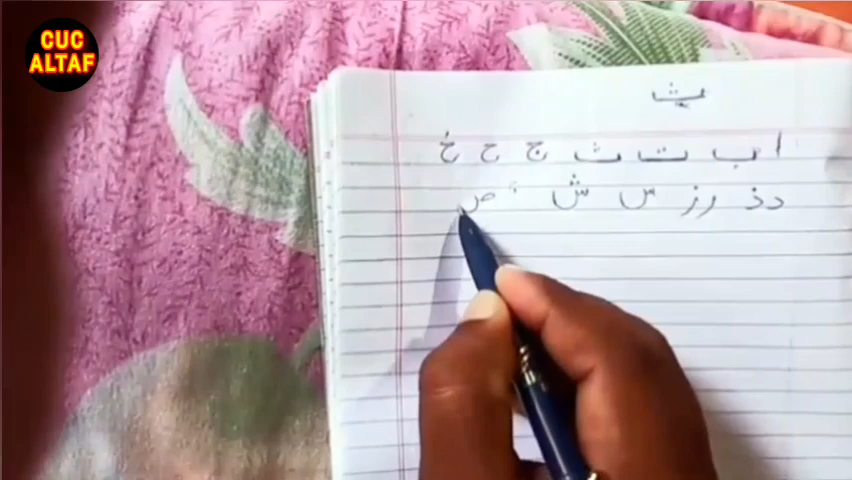 CUC
ALTAF
ث
ا ب ت ث ج ح خ
د ذ ر ز س ش ص